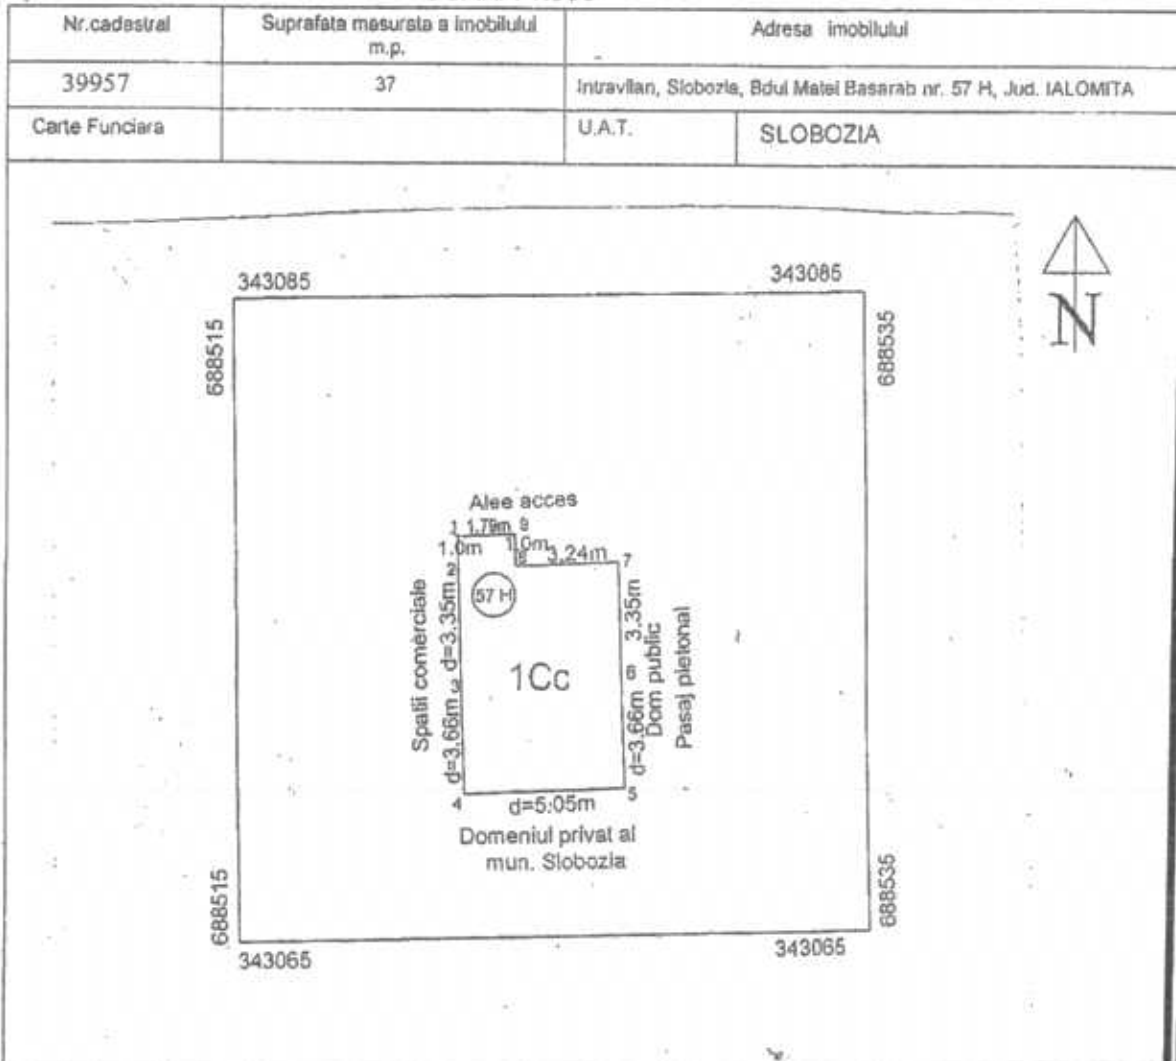 Nr.cadastral
Suprafata masurata a imobilului
m.p.
Adresa imobilului
39957
37
Intravilan, Slobozia, Bdul Matei Basarab nr. 57 H, Jud. IALOMITA
Carte Funciara
U.A.T.
SLOBOZIA
343085
343085
688515
688535
N
Alee acces
1 1.79m 9
1.0m
1.0m
8 3.24m 7
2
57 H
Spatii comerciale
d=3.35m
3
d=3.66m
1Cc
3.35m
6
d=3.66m
Dom public
Pasaj pietonal
4
5
d=5.05m
Domeniul privat al
mun. Slobozia
688515
688535
343065
343065